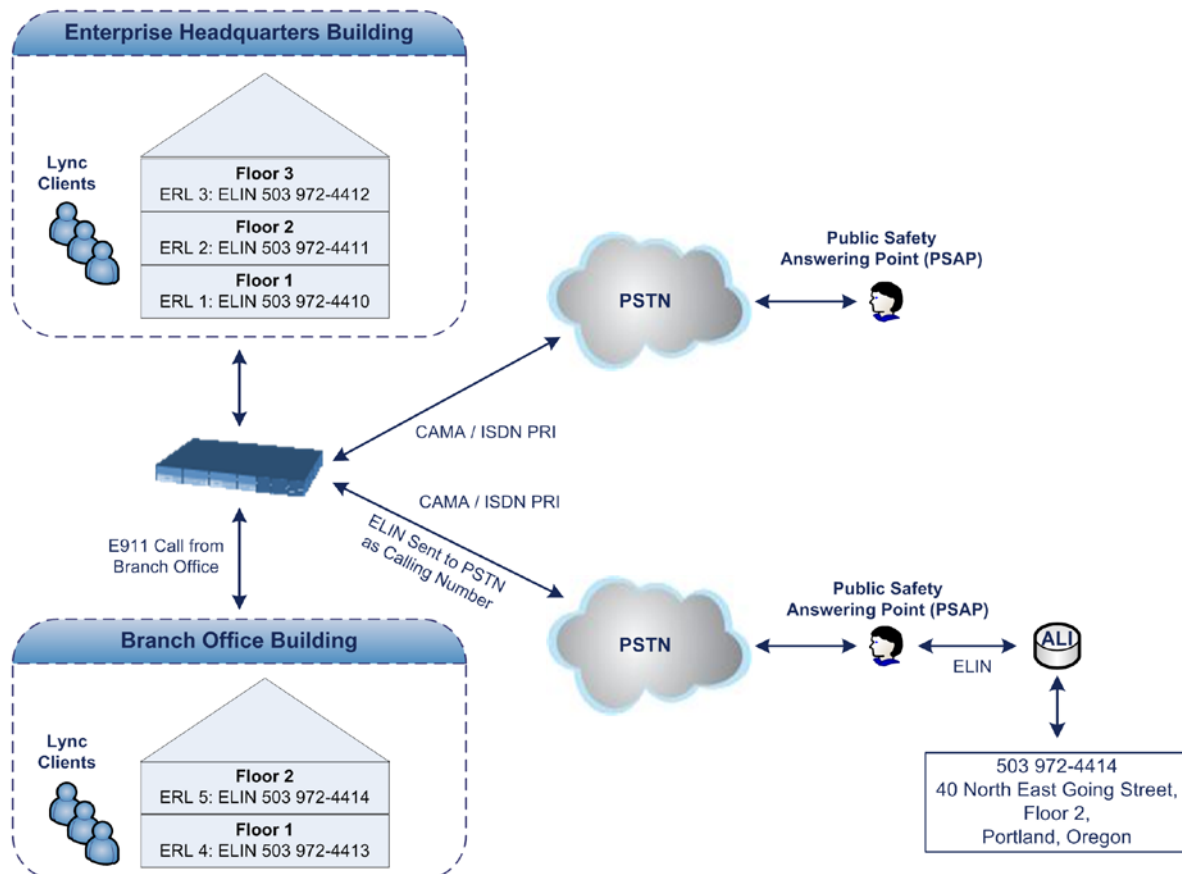 Enterprise Headquarters Building
Lync
Clients
Floor 3
ERL 3: ELIN 503 972-4412
Floor 2
ERL 2: ELIN 503 972-4411
Floor 1
ERL 1: ELIN 503 972-4410
PSTN
Public Safety
Answering Point (PSAP)
CAMA / ISDN PRI
CAMA / ISDN PRI
ELIN Sent to PSTN
as Calling Number
E911 Call from
Branch Office
PSTN
Public Safety
Answering Point (PSAP)
ELIN
ALI
503 972-4414
40 North East Going Street,
Floor 2,
Portland, Oregon
Branch Office Building
Lync
Clients
Floor 2
ERL 5: ELIN 503 972-4414
Floor 1
ERL 4: ELIN 503 972-4413